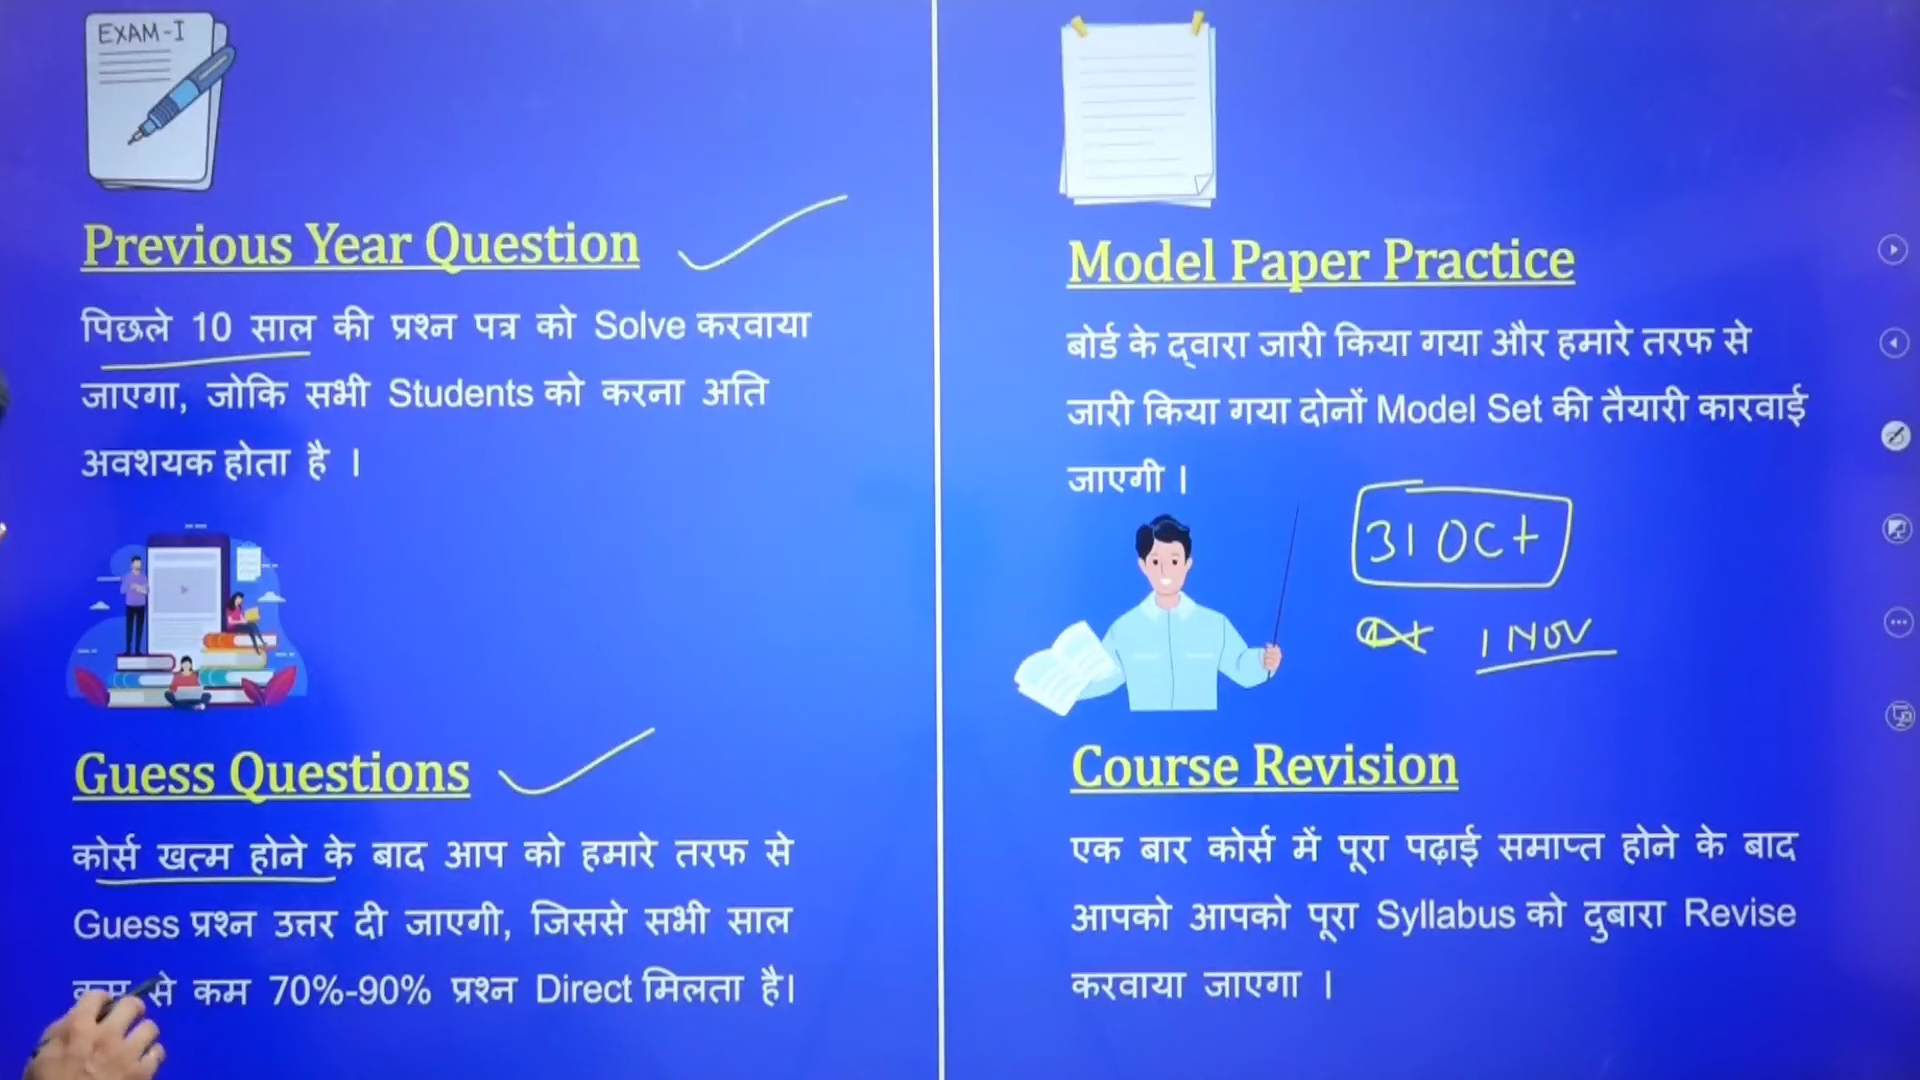 EXAM-I
Previous Year Question
पिछले 10 साल की प्रश्न पत्र को Solve करवाया
जाएगा, जोकि सभी Students को करना अति
अवशयक होता है ।
Guess Questions
कोर्स खत्म होने के बाद आप को हमारे तरफ से
Guess प्रश्न उत्तर दी जाएगी, जिससे सभी साल
कम से कम 70%-90% प्रश्न Direct मिलता है।
Model Paper Practice
बोर्ड के द्वारा जारी किया गया और हमारे तरफ से
जारी किया गया दोनों Model Set की तैयारी कारवाई
जाएगी ।
31 OCt
1 NOV
Course Revision
एक बार कोर्स में पूरा पढ़ाई समाप्त होने के बाद
आपको आपको पूरा Syllabus को दुबारा Revise
करवाया जाएगा ।